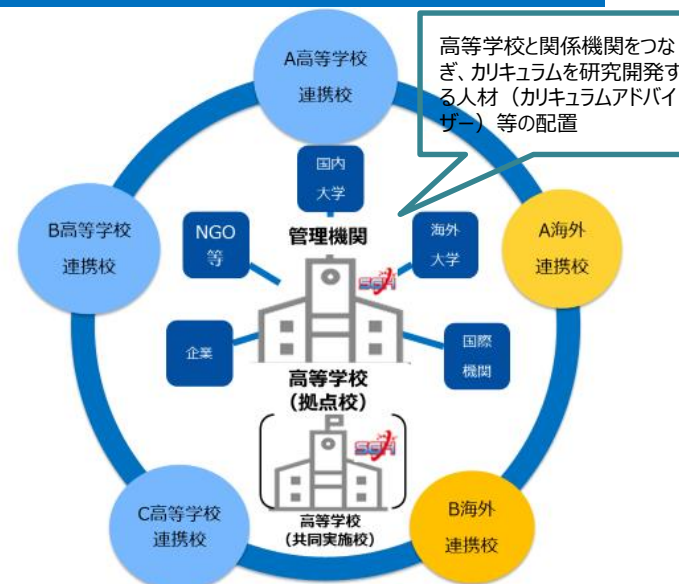 高等学校と関係機関をつな
ぎ、カリキュラムを研究開発す
る人材（カリキュラムアドバイ
ザー）等の配置
A高等学校
連携校
国内
大学
B高等学校
連携校
NGO
等
管理機関
海外
大学
A海外
連携校
SGH
企業
国際
機関
高等学校
（拠点校）
SGH
C高等学校
連携校
高等学校
（共同実施校）
B海外
連携校